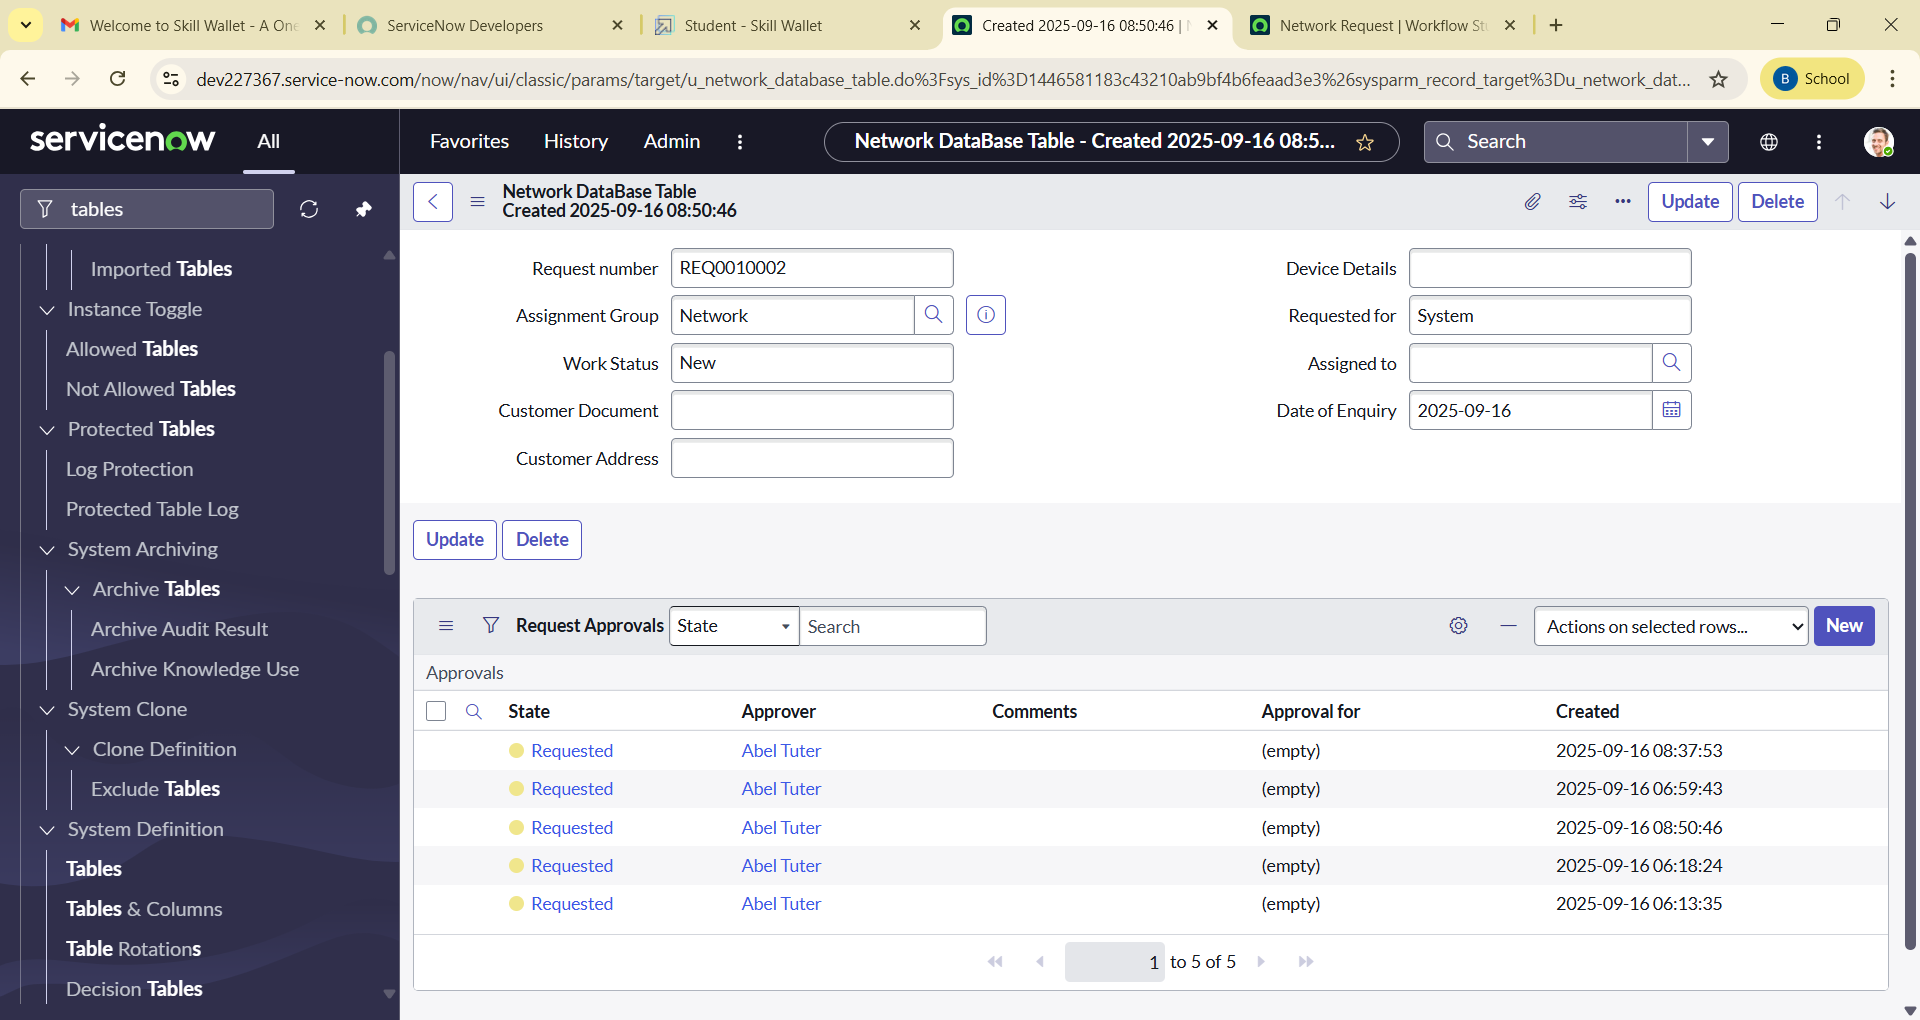 Welcome to Skill Wallet - A One
ServiceNow Developers
Student - Skill Wallet
Created 2025-09-16 08:50:46 |
Network Request | Workflow Stu
dev227367.service-now.com/now/nav/ui/classic/params/target/u_network_database_table.do%3Fsys_id%3D1446581183c43210ab9bf4b6feaad3e3%26sysparm_record_target%3Du_network_dat...
B School
servicenow
All
Favorites
History
Admin
Network DataBase Table - Created 2025-09-16 08:5...
Search
tables
Network DataBase Table
Created 2025-09-16 08:50:46
Update
Delete
Imported Tables
Instance Toggle
Allowed Tables
Not Allowed Tables
Protected Tables
Log Protection
Protected Table Log
System Archiving
Archive Tables
Archive Audit Result
Archive Knowledge Use
System Clone
Clone Definition
Exclude Tables
System Definition
Tables
Tables & Columns
Table Rotations
Decision Tables
Request number REQ0010002
Assignment Group Network
Work Status New
Customer Document
Customer Address
Device Details
Requested for System
Assigned to
Date of Enquiry 2025-09-16
Update Delete
Request Approvals State Search Actions on selected rows... New
Approvals
State Approver Comments Approval for Created
Requested Abel Tuter (empty) 2025-09-16 08:37:53
Requested Abel Tuter (empty) 2025-09-16 06:59:43
Requested Abel Tuter (empty) 2025-09-16 08:50:46
Requested Abel Tuter (empty) 2025-09-16 06:18:24
Requested Abel Tuter (empty) 2025-09-16 06:13:35
1 to 5 of 5